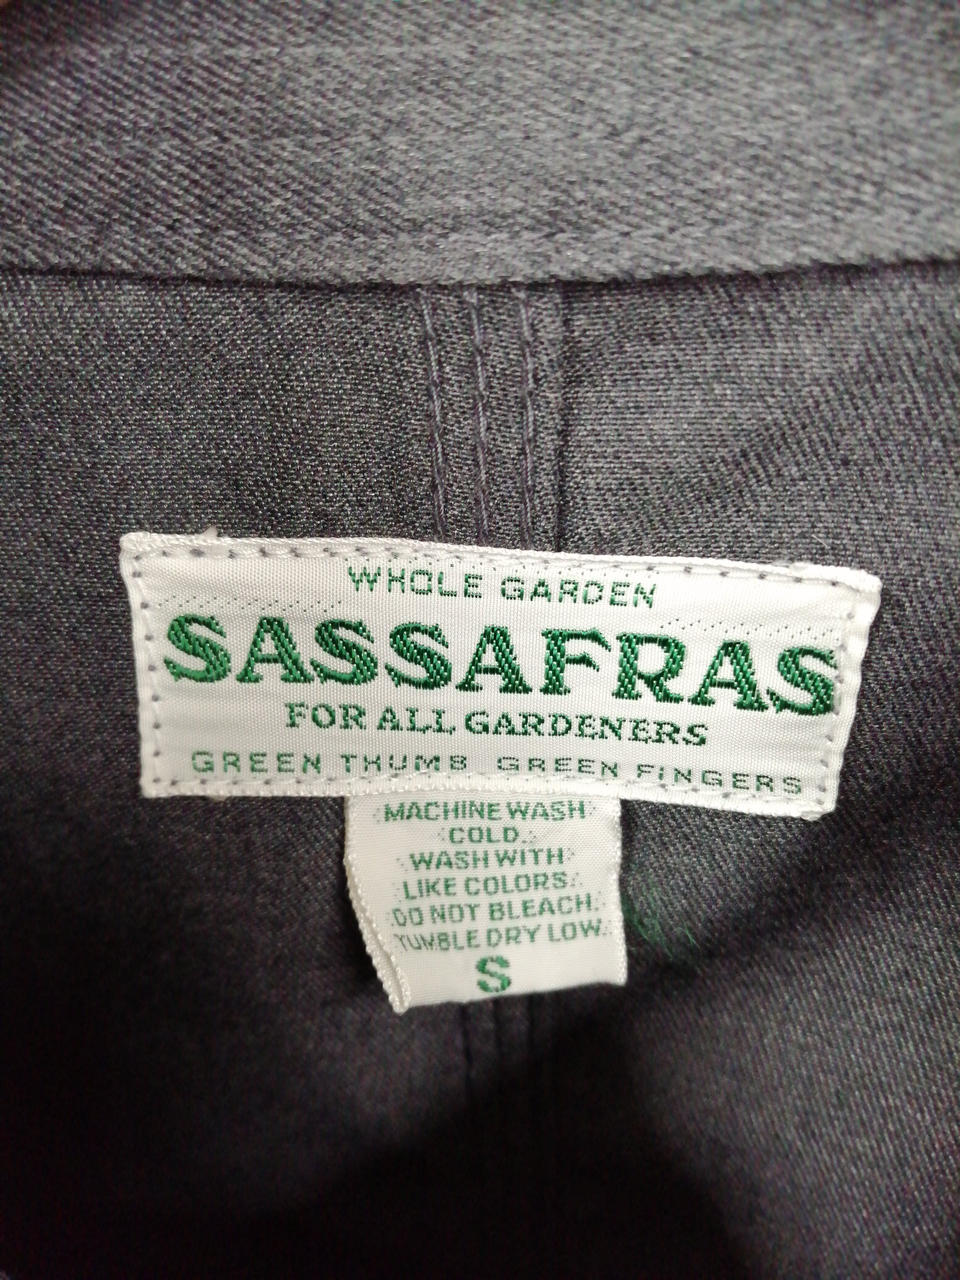 WHOLE GARDEN
SASSAFRAS
FOR ALL GARDENERS
GREEN THUMB GREEN FINGERS
MACHINE WASH
COLD.
WASH WITH
LIKE COLORS.
DO NOT BLEACH.
TUMBLE DRY LOW.
S